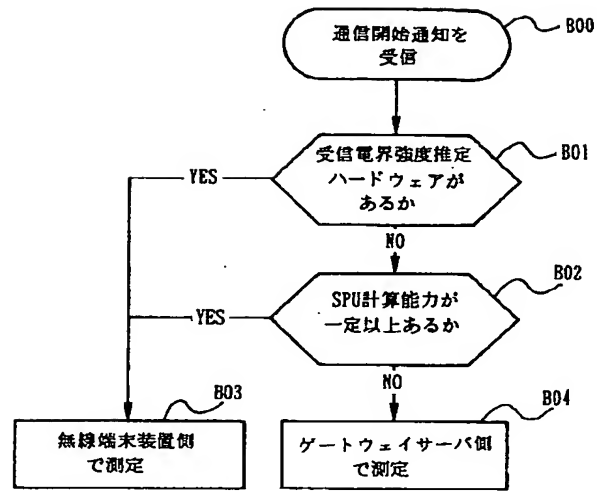 通信開始通知を
受信
B00
受信電界強度推定
ハードウェアが
あるか
B01
YES
NO
SPU計算能力が
一定以上あるか
B02
YES
NO
無線端末装置側
で測定
B03
ゲートウェイサーバ側
で測定
B04